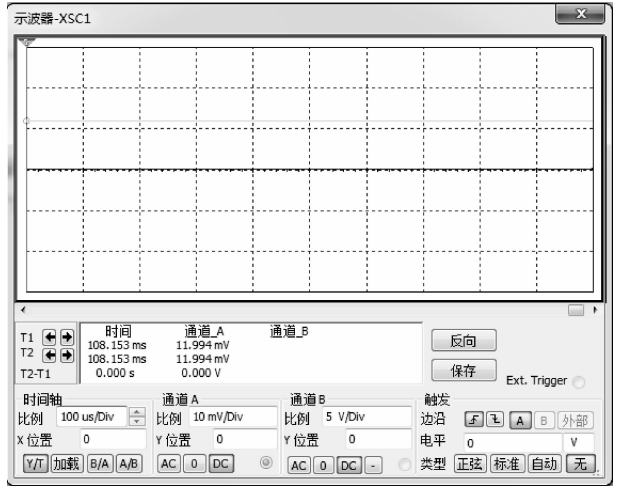 示波器-XSC1
x
T1
T2
T2-T1
时间 通道_A 通道_B
108.153 ms 11.994 mV
108.153 ms 11.994 mV
0.000 s 0.000 V
反向
保存
Ext. Trigger
时间轴
比例 100 us/Div
X 位置 0
Y/T 加载 B/A A/B
通道 A
比例 10 mV/Div
Y 位置 0
AC 0 DC
通道 B
比例 5 V/Div
Y 位置 0
AC 0 DC -
触发
边沿 A B 外部
电平 0 V
类型 正弦 标准 自动 无